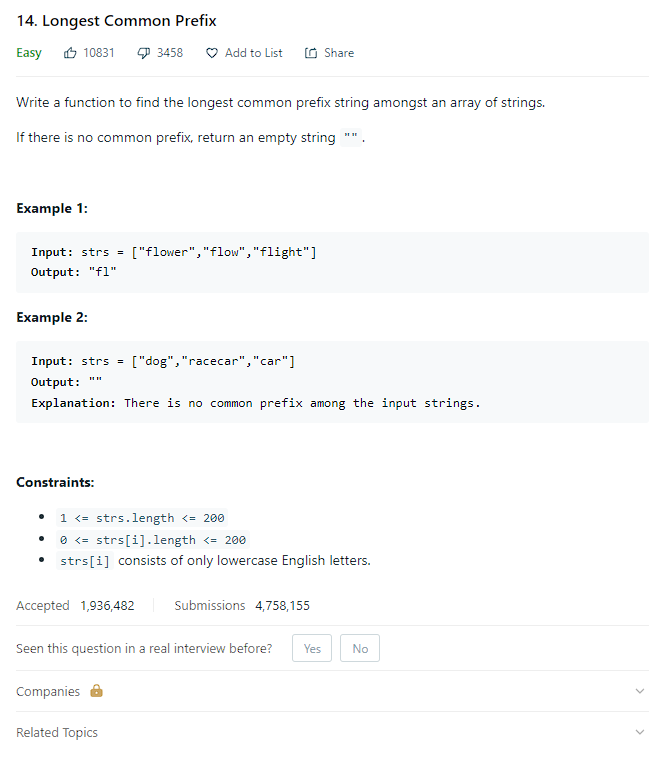 14. Longest Common Prefix
Easy 10831 3458 Add to List Share
Write a function to find the longest common prefix string amongst an array of strings.
If there is no common prefix, return an empty string "".
Example 1:
Input: strs = ["flower","flow","flight"]
Output: "fl"
Example 2:
Input: strs = ["dog","racecar","car"]
Output: ""
Explanation: There is no common prefix among the input strings.
Constraints:
• 1 <= strs.length <= 200
• 0 <= strs[i].length <= 200
• strs[i] consists of only lowercase English letters.
Accepted 1,936,482 Submissions 4,758,155
Seen this question in a real interview before? Yes No
Companies
Related Topics